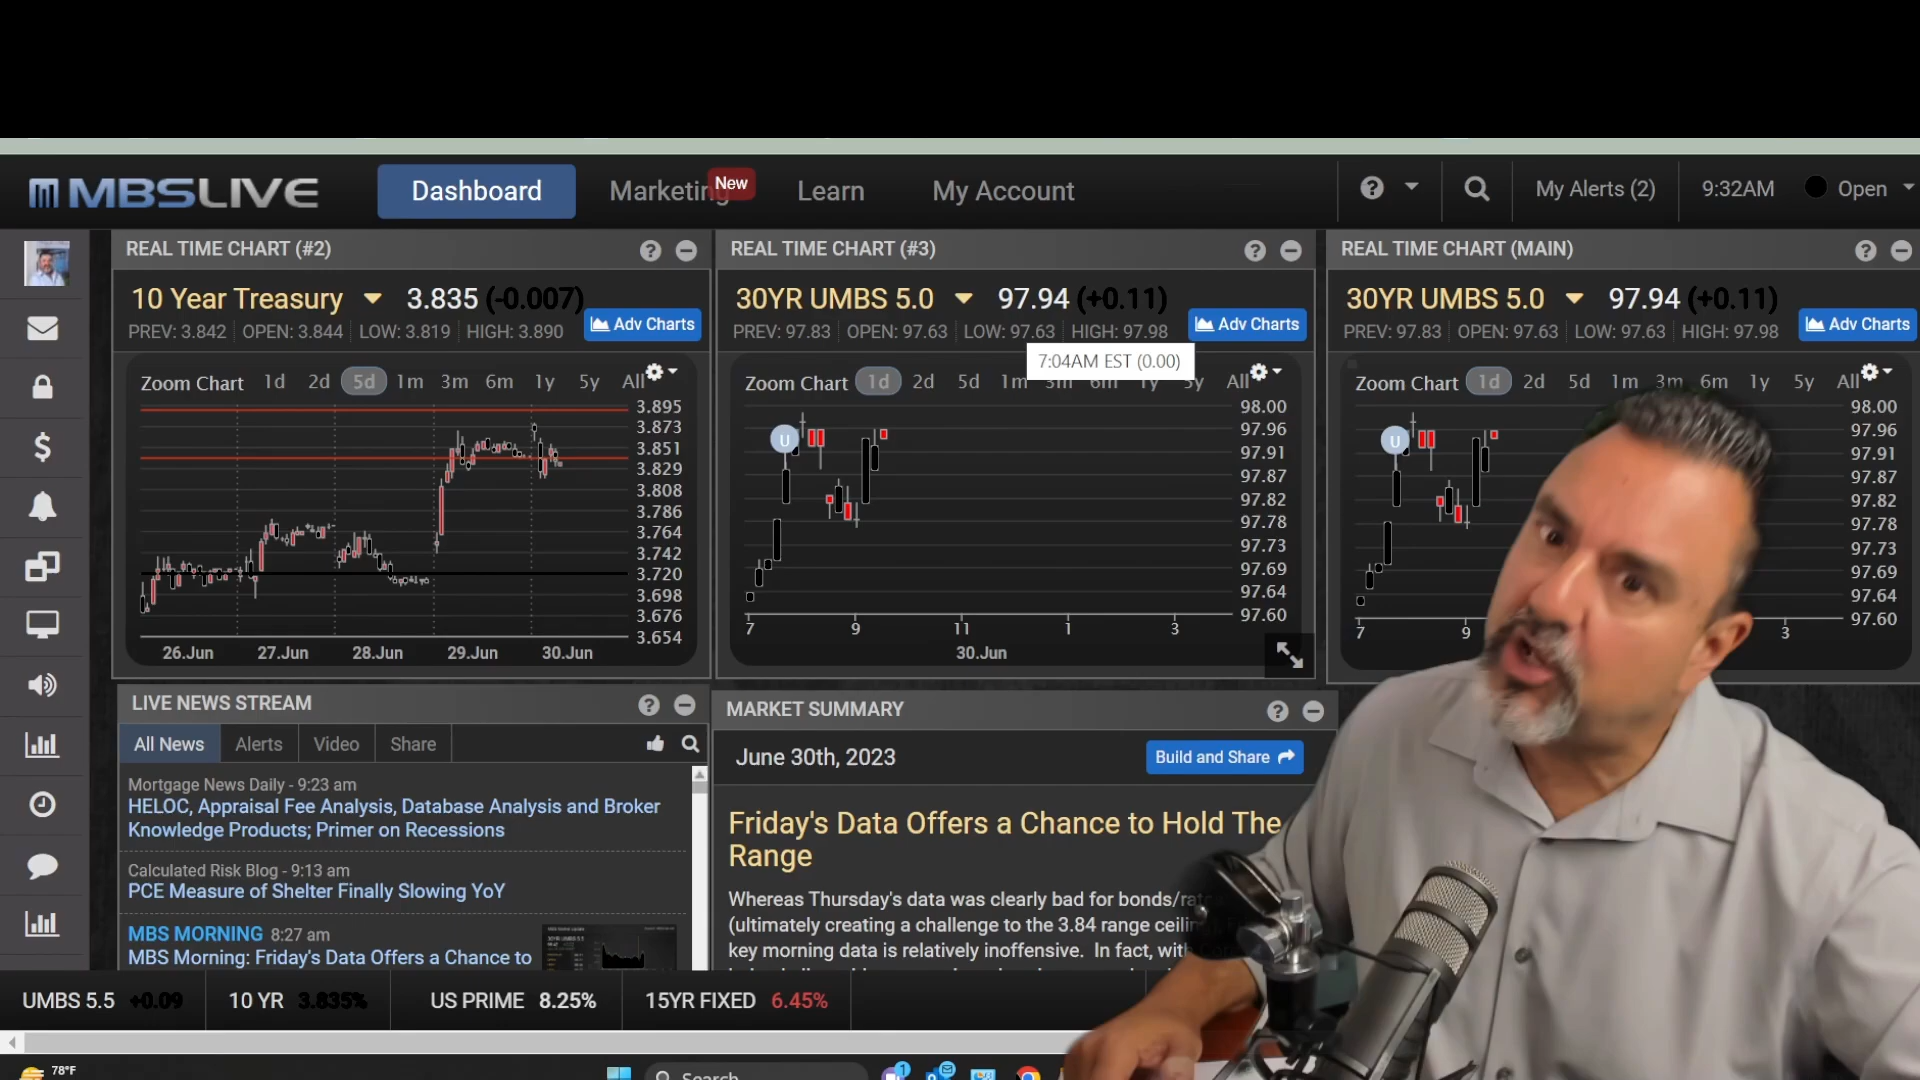 MBSLIVE
Dashboard
Marketing New
Learn
My Account
My Alerts (2)
9:32AM
Open
REAL TIME CHART (#2)
10 Year Treasury 3.835 (-0.007)
PREV: 3.842 OPEN: 3.844 LOW: 3.819 HIGH: 3.890
Adv Charts
Zoom Chart 1d 2d 5d 1m 3m 6m 1y 5y All
3.895
3.873
3.851
3.829
3.808
3.786
3.764
3.742
3.720
3.698
3.676
3.654
26.Jun 27.Jun 28.Jun 29.Jun 30.Jun
REAL TIME CHART (#3)
30YR UMBS 5.0 97.94 (+0.11)
PREV: 97.83 OPEN: 97.63 LOW: 97.63 HIGH: 97.98
Adv Charts
7:04AM EST (0.00)
Zoom Chart 1d 2d 5d 1m 3m 6m 1y 5y All
U
98.00
97.96
97.91
97.87
97.82
97.78
97.73
97.69
97.64
97.60
7 9 11 1 3
30.Jun
REAL TIME CHART (MAIN)
30YR UMBS 5.0 97.94 (+0.11)
PREV: 97.83 OPEN: 97.63 LOW: 97.63 HIGH: 97.98
Adv Charts
Zoom Chart 1d 2d 5d 1m 3m 6m 1y 5y All
U
98.00
97.96
97.91
97.87
97.82
97.78
97.73
97.69
97.64
97.60
7 9 3
LIVE NEWS STREAM
All News Alerts Video Share
Mortgage News Daily - 9:23 am
HELOC, Appraisal Fee Analysis, Database Analysis and Broker
Knowledge Products; Primer on Recessions
Calculated Risk Blog - 9:13 am
PCE Measure of Shelter Finally Slowing YoY
MBS MORNING 8:27 am
MBS Morning: Friday's Data Offers a Chance to
MARKET SUMMARY
June 30th, 2023
Build and Share
Friday's Data Offers a Chance to Hold The
Range
Whereas Thursday's data was clearly bad for bonds/
(ultimately creating a challenge to the 3.84 range
key morning data is relatively inoffensive. In fact, with
UMBS 5.5 +0.09
10 YR 3.835%
US PRIME 8.25%
15YR FIXED 6.45%
78°F
Search
1